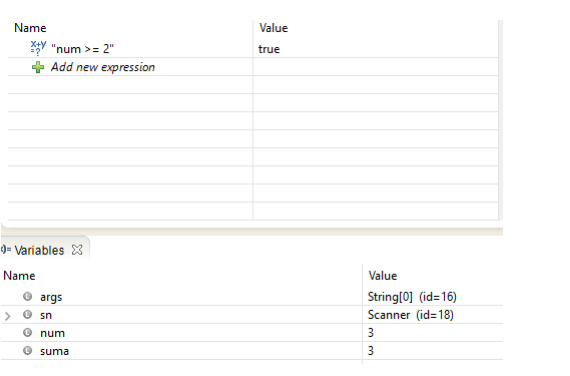 Name Value
x+y =? "num >= 2" true
Add new expression
(x)= Variables
Name Value
args String[0] (id=16)
sn Scanner (id=18)
num 3
suma 3